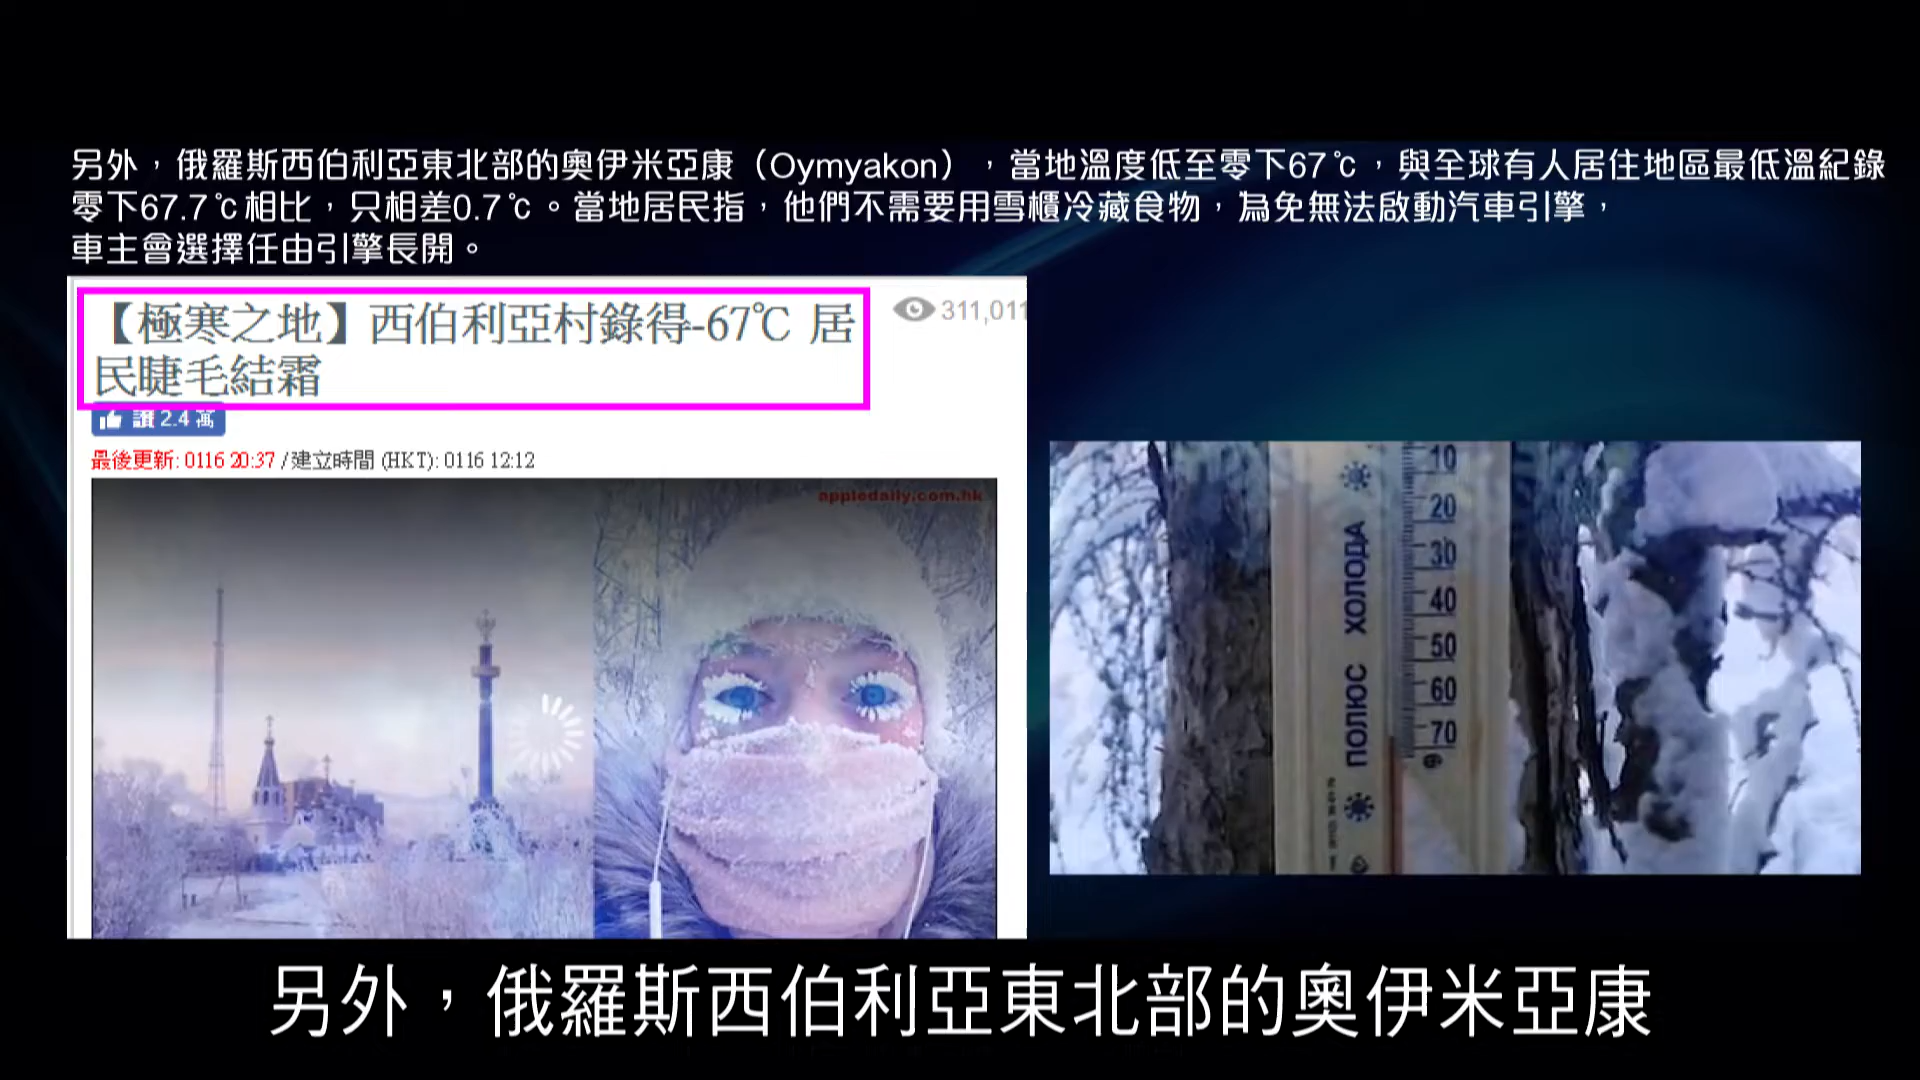 另外，俄羅斯西伯利亞東北部的奧伊米亞康（Oymyakon），當地溫度低至零下67℃，與全球有人居住地區最低溫紀錄
零下67.7℃相比，只相差0.7℃。當地居民指，他們不需要用雪櫃冷藏食物，為免無法啟動汽車引擎，
車主會選擇任由引擎長開。
【極寒之地】西伯利亞村錄得-67℃ 居
民睫毛結霜
311,011
讚 2.4 萬
最後更新: 0116 20:37 / 建立時間 (HKT): 0116 12:12
appledaily.com.hk
ПОЛЮС ХОЛОДА
10
20
30
40
50
60
70
另外，俄羅斯西伯利亞東北部的奧伊米亞康